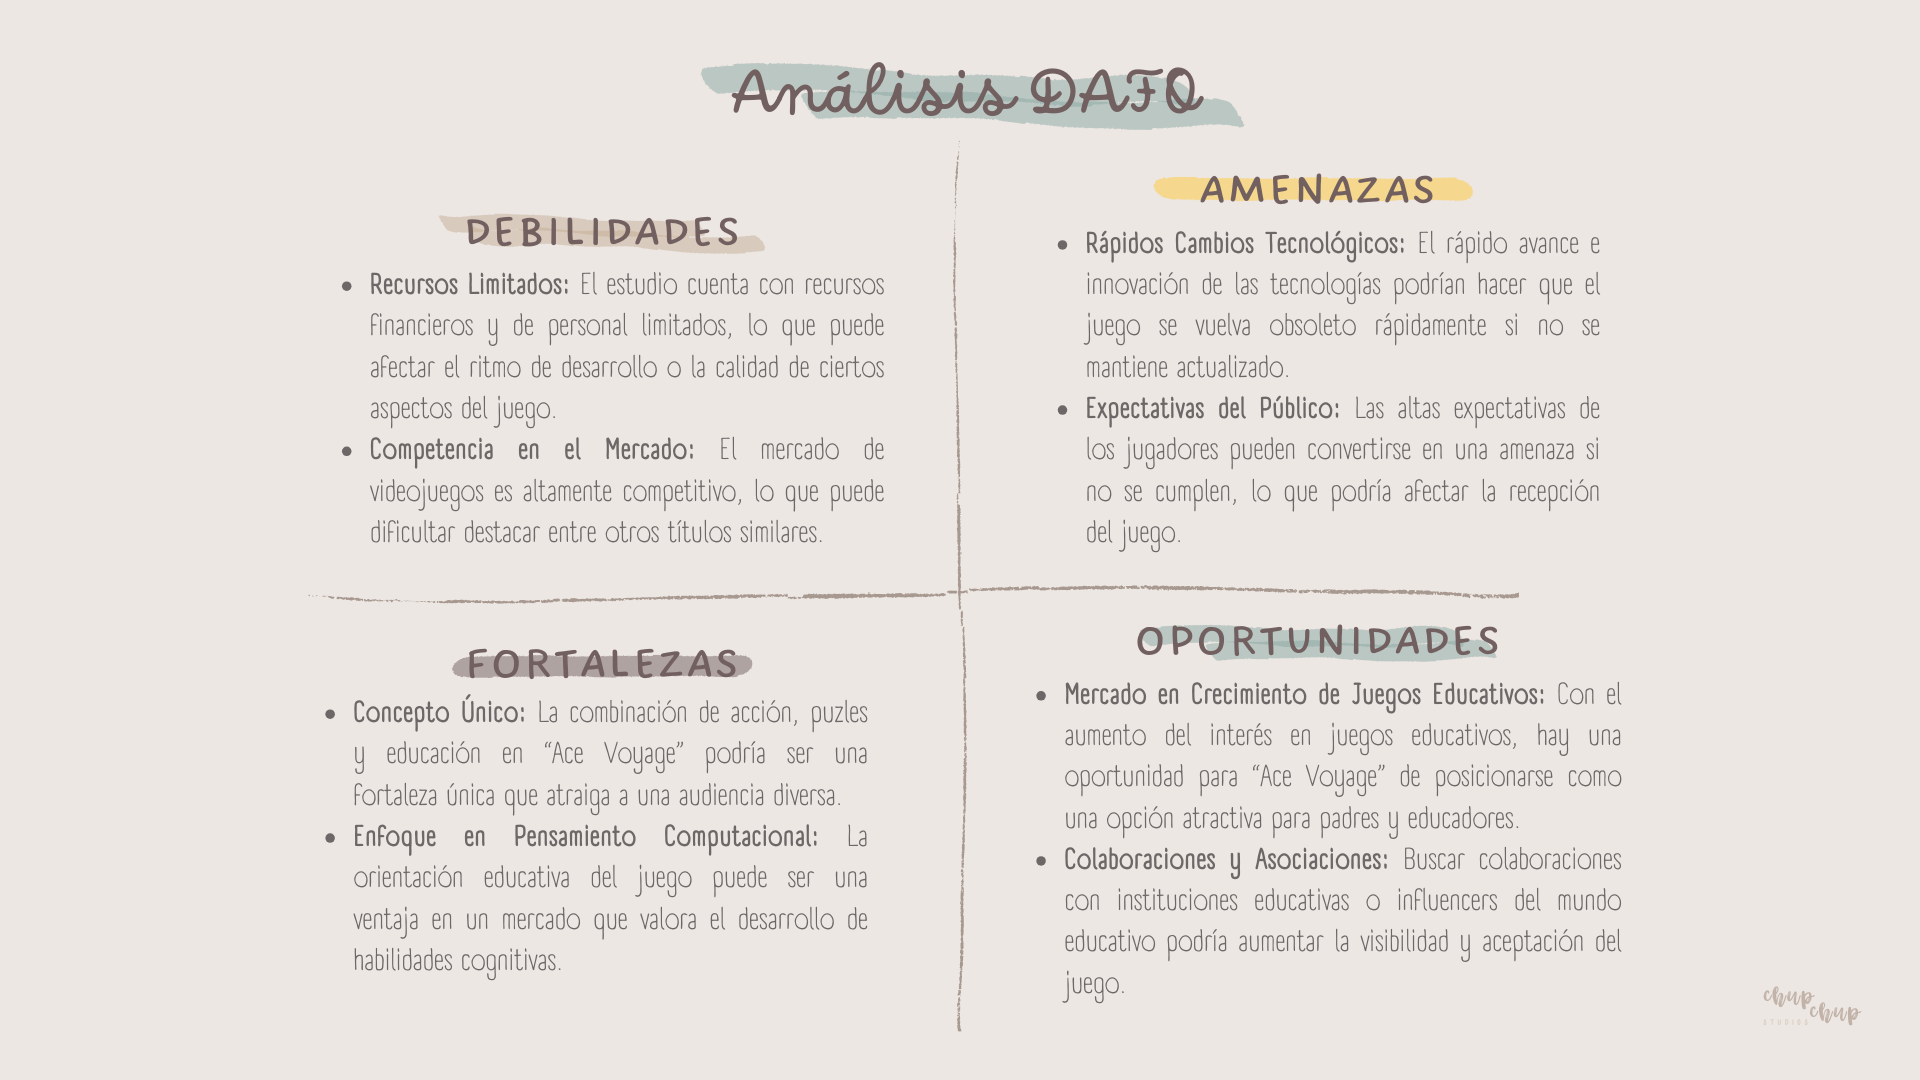 Análisis DAFO
DEBILIDADES
• Recursos Limitados: El estudio cuenta con recursos
financieros y de personal limitados, lo que puede
afectar el ritmo de desarrollo o la calidad de ciertos
aspectos del juego.
• Competencia en el Mercado: El mercado de
videojuegos es altamente competitivo, lo que puede
dificultar destacar entre otros títulos similares.
AMENAZAS
• Rápidos Cambios Tecnológicos: El rápido avance e
innovación de las tecnologías podrían hacer que el
juego se vuelva obsoleto rápidamente si no se
mantiene actualizado.
• Expectativas del Público: Las altas expectativas de
los jugadores pueden convertirse en una amenaza si
no se cumplen, lo que podría afectar la recepción
del juego.
FORTALEZAS
• Concepto Único: La combinación de acción, puzles
y educación en “Ace Voyage” podría ser una
fortaleza única que atraiga a una audiencia diversa.
• Enfoque en Pensamiento Computacional: La
orientación educativa del juego puede ser una
ventaja en un mercado que valora el desarrollo de
habilidades cognitivas.
OPORTUNIDADES
• Mercado en Crecimiento de Juegos Educativos: Con el
aumento del interés en juegos educativos, hay una
oportunidad para “Ace Voyage” de posicionarse como
una opción atractiva para padres y educadores.
• Colaboraciones y Asociaciones: Buscar colaboraciones
con instituciones educativas o influencers del mundo
educativo podría aumentar la visibilidad y aceptación del
juego.
chup
chup
STUDIOS